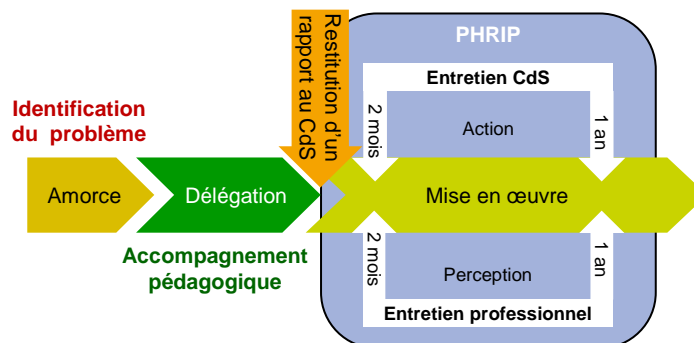 PHRIP
Restitution d'un
rapport au CdS
Entretien CdS
Identification
du problème
2 mois
Action
1 an
Amorce
Délégation
Mise en œuvre
Accompagnement
pédagogique
2 mois
Perception
1 an
Entretien professionnel